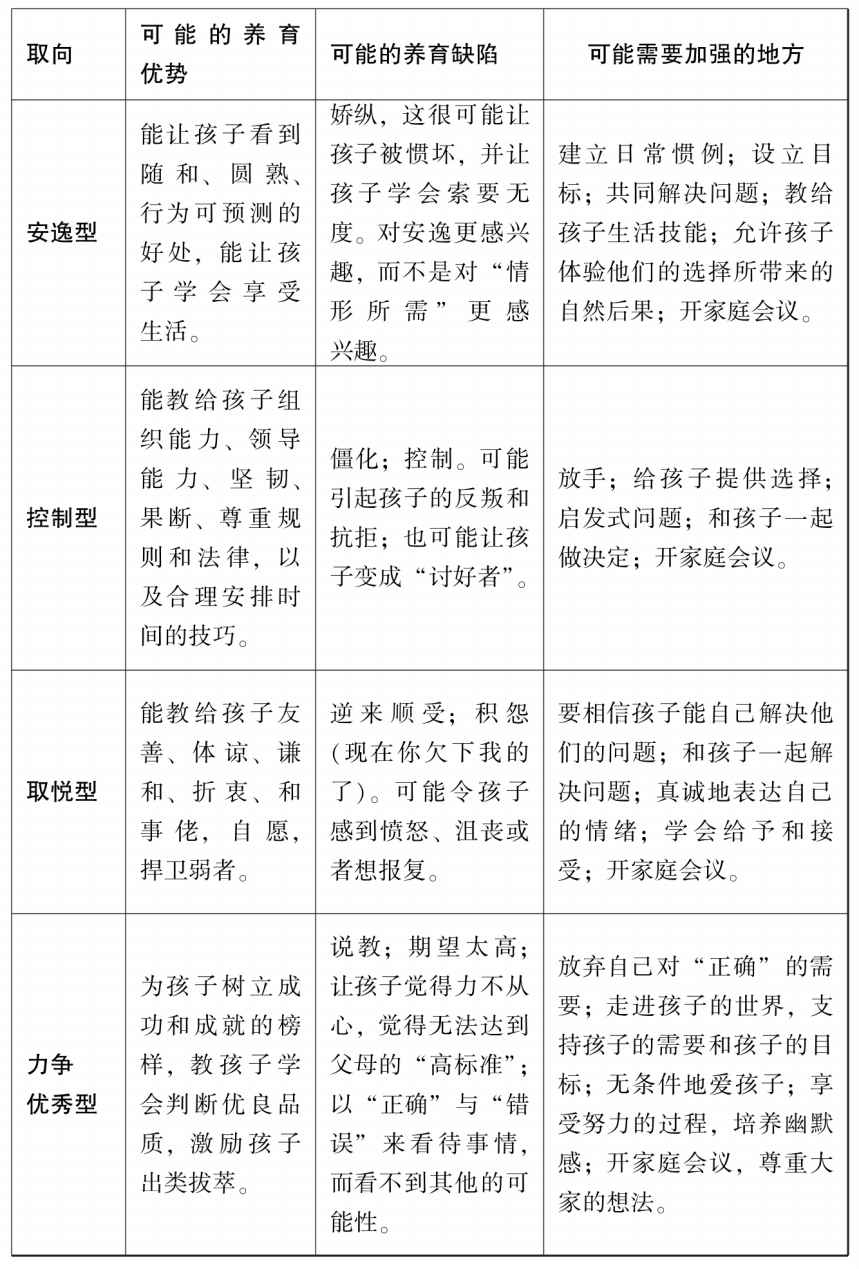 取向
可能的养育
优势
可能的养育缺陷
可能需要加强的地方
安逸型
能让孩子看到
随和、圆熟、
行为可预测的
好处，能让孩
子学会享受
生活。
娇纵，这很可能让
孩子被惯坏，并让
孩子学会索要无
度。对安逸更感兴
趣，而不是对“情
形所需”更感
兴趣。
建立日常惯例；设立目
标；共同解决问题；教给
孩子生活技能；允许孩子
体验他们的选择所带来的
自然后果；开家庭会议。
控制型
能教给孩子组
织能力、领导
能力、坚韧、
果断、尊重规
则和法律，以
及合理安排时
间的技巧。
僵化；控制。可能
引起孩子的反叛和
抗拒；也可能让孩
子变成“讨好者”。
放手；给孩子提供选择；
启发式问题；和孩子一起
做决定；开家庭会议。
取悦型
能教给孩子友
善、体谅、谦
和、折衷、和
事佬，自愿，
捍卫弱者。
逆来顺受；积怨
(现在你欠下我的
了)。可能令孩子
感到愤怒、沮丧或
者想报复。
要相信孩子能自己解决他
们的问题；和孩子一起解
决问题；真诚地表达自己
的情绪；学会给予和接
受；开家庭会议。
力争
优秀型
为孩子树立成
功和成就的榜
样，教孩子学
会判断优良品
质，激励孩子
出类拔萃。
说教；期望太高；
让孩子觉得力不从
心，觉得无法达到
父母的“高标准”；
以“正确”与“错
误”来看待事情，
而看不到其他的可
能性。
放弃自己对“正确”的需
要；走进孩子的世界，支
持孩子的需要和孩子的目
标；无条件地爱孩子；享
受努力的过程，培养幽默
感；开家庭会议，尊重大
家的想法。